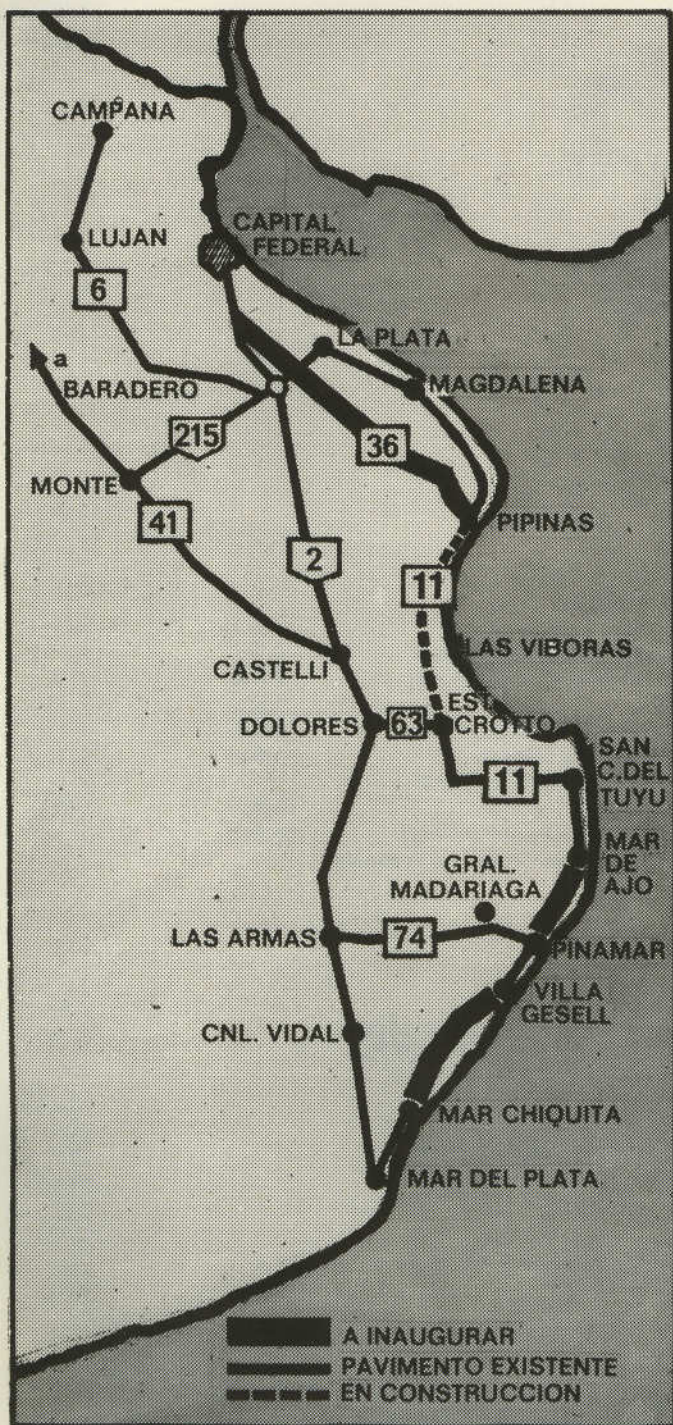 CAMPANA
LUJAN
CAPITAL
FEDERAL
6
a
LA PLATA
BARADERO
MAGDALENA
215
36
MONTE
41
PIPINAS
2
11
LAS VIBORAS
CASTELLI
EST.
CROTTO
DOLORES
63
SAN
C. DEL
TUYU
11
MAR
DE
AJO
GRAL.
MADARIAGA
LAS ARMAS
74
PINAMAR
VILLA
GESELL
CNL. VIDAL
MAR CHIQUITA
MAR DEL PLATA
A INAUGURAR
PAVIMENTO EXISTENTE
EN CONSTRUCCION